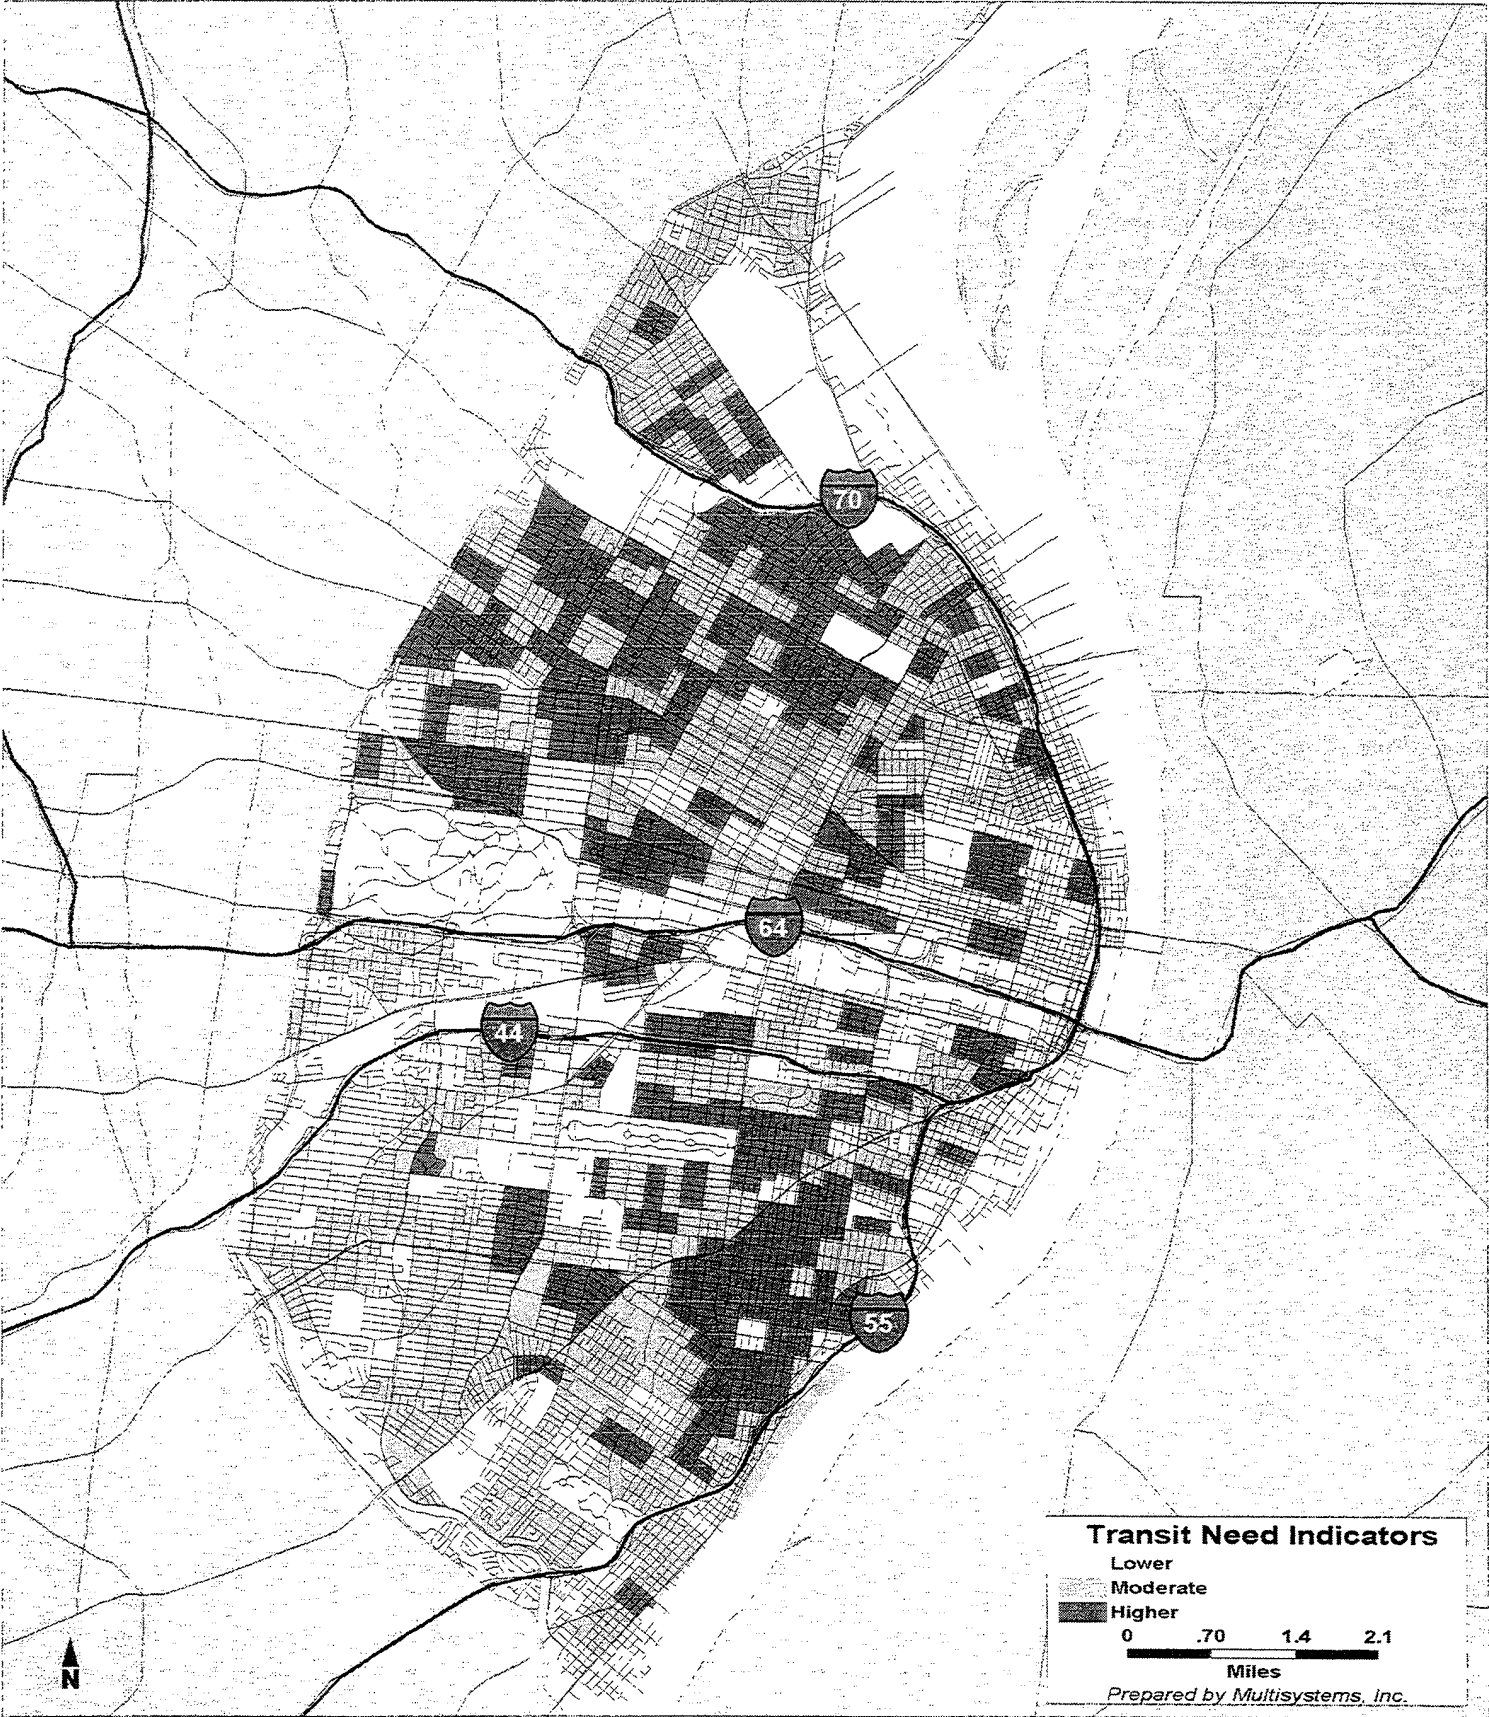 70
64
44
55
Transit Need Indicators
Lower
Moderate
Higher
0 .70 1.4 2.1
Miles
Prepared by Multisystems, Inc.
N